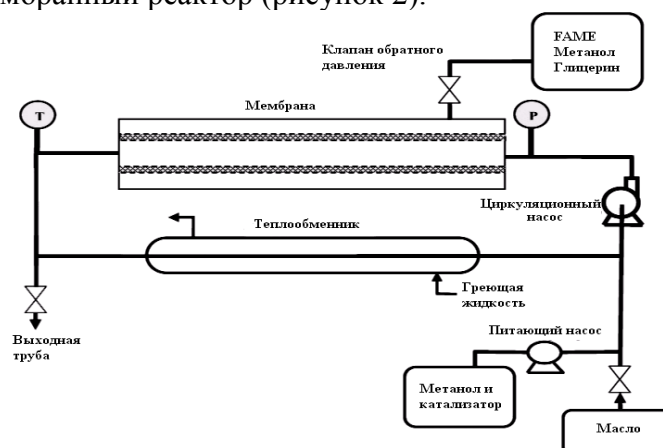 мбранный реактор (рисунок 2).
FAME
Метанол
Глицерин
Клапан обратного
давления
Мембрана
T
P
Циркуляционный
насос
Теплообменник
Греющая
жидкость
Выходная
труба
Питающий насос
Метанол и
катализатор
Масло